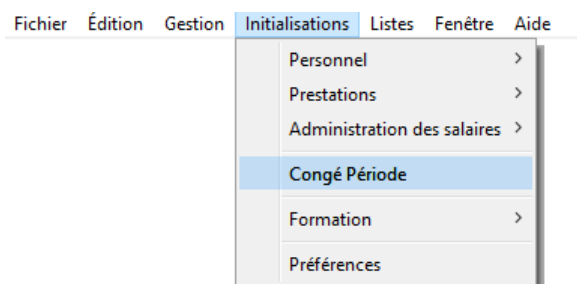 Fichier Édition Gestion Initialisations Listes Fenêtre Aide
Personnel
Prestations
Administration des salaires
Congé Période
Formation
Préférences